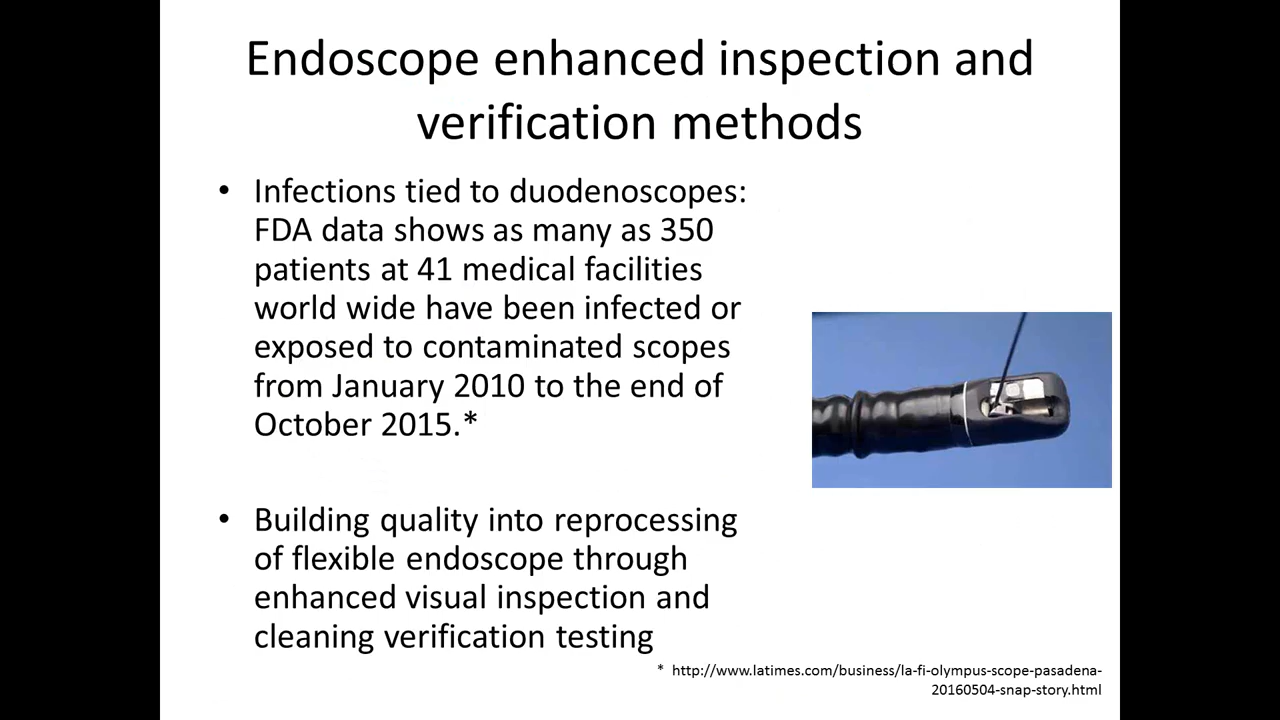 Endoscope enhanced inspection and
verification methods
• Infections tied to duodenoscopes:
FDA data shows as many as 350
patients at 41 medical facilities
world wide have been infected or
exposed to contaminated scopes
from January 2010 to the end of
October 2015.*
• Building quality into reprocessing
of flexible endoscope through
enhanced visual inspection and
cleaning verification testing
* http://www.latimes.com/business/la-fi-olympus-scope-pasadena-
20160504-snap-story.html